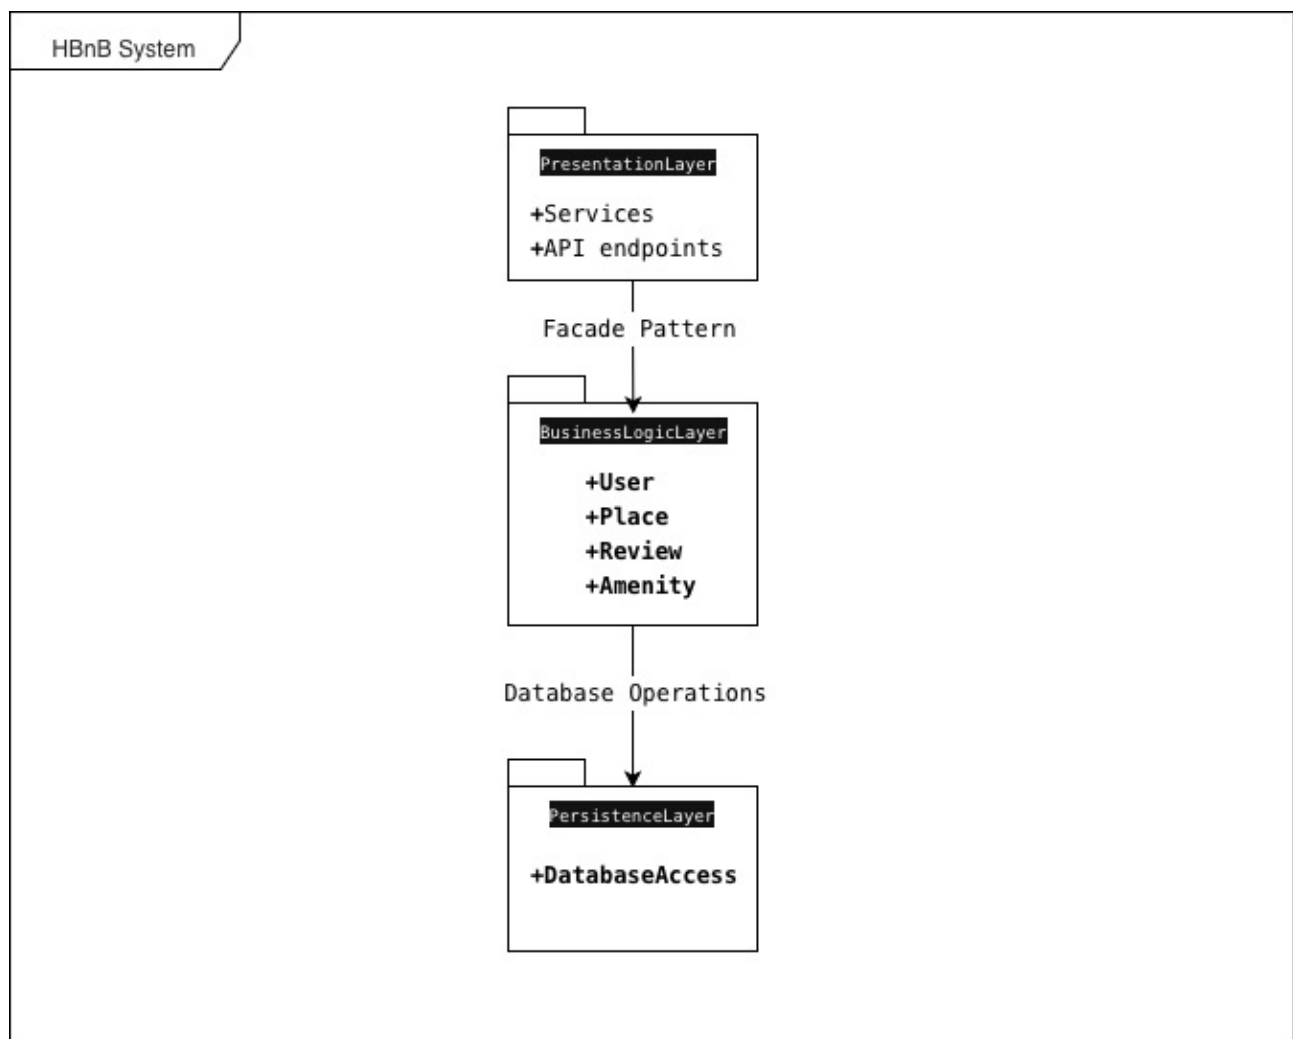 HBnB System
PresentationLayer
+Services
+API endpoints
Facade Pattern
BusinessLogicLayer
+User
+Place
+Review
+Amenity
Database Operations
PersistenceLayer
+DatabaseAccess